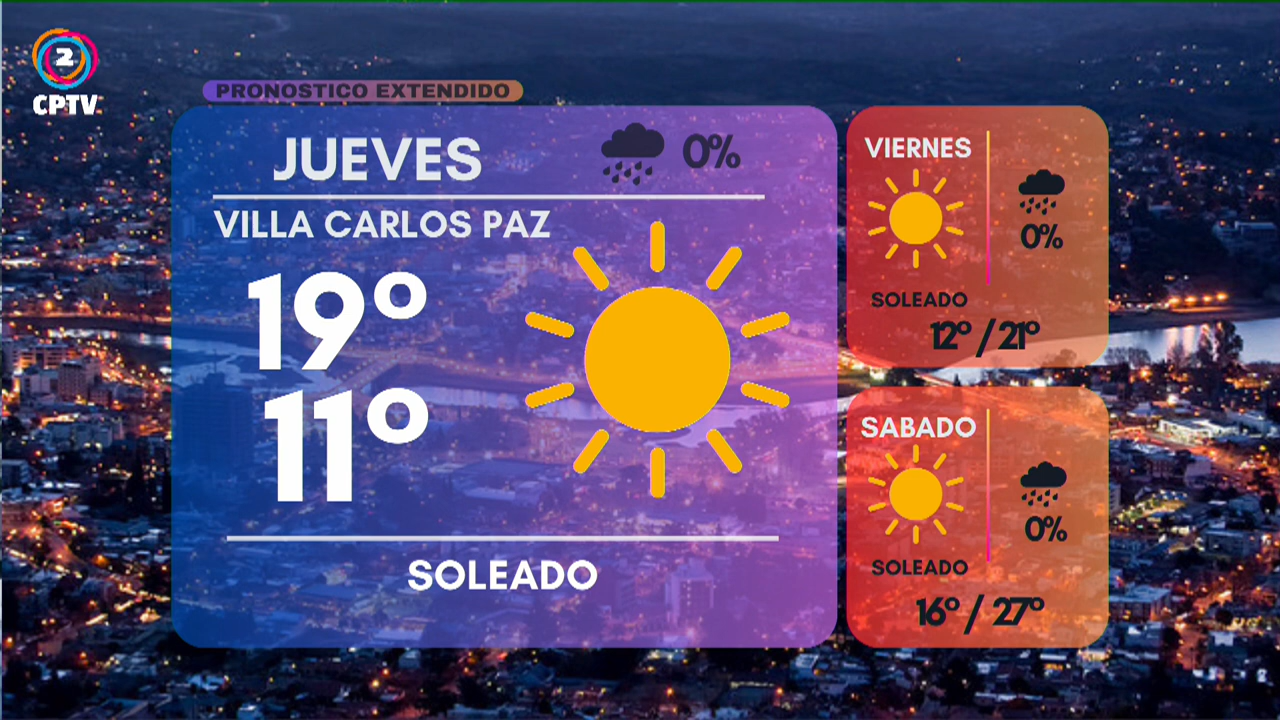 2
CPTV
PRONOSTICO EXTENDIDO
JUEVES
0%
VILLA CARLOS PAZ
19º
11º
SOLEADO
VIERNES
0%
SOLEADO
12º / 21º
SABADO
0%
SOLEADO
16º / 27º